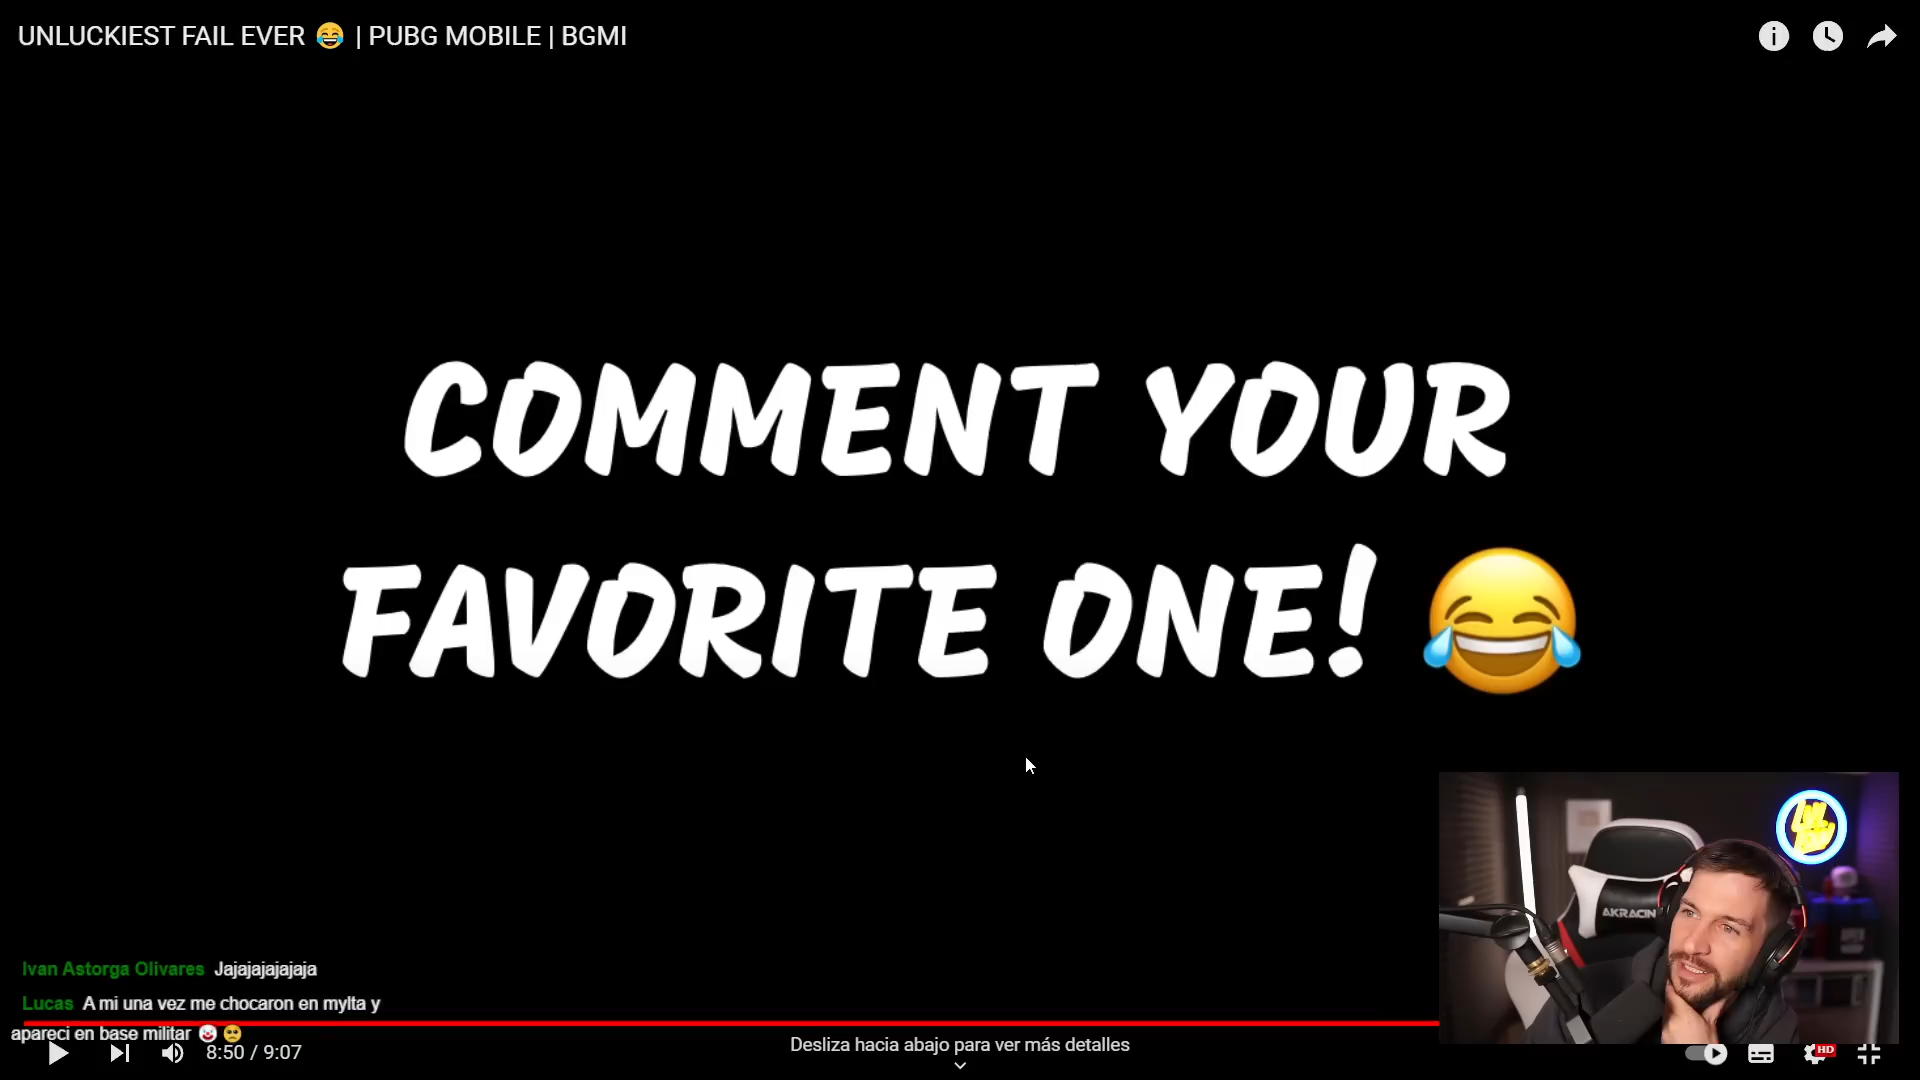 UNLUCKIEST FAIL EVER 😂 | PUBG MOBILE | BGMI
COMMENT YOUR
FAVORITE ONE! 😂
AKRACING
Ivan Astorga Olivares Jajajajajajaja
Lucas A mi una vez me chocaron en mylta y
apareci en base militar 🤡 🥺
8:50 / 9:07
Desliza hacia abajo para ver más detalles
HD